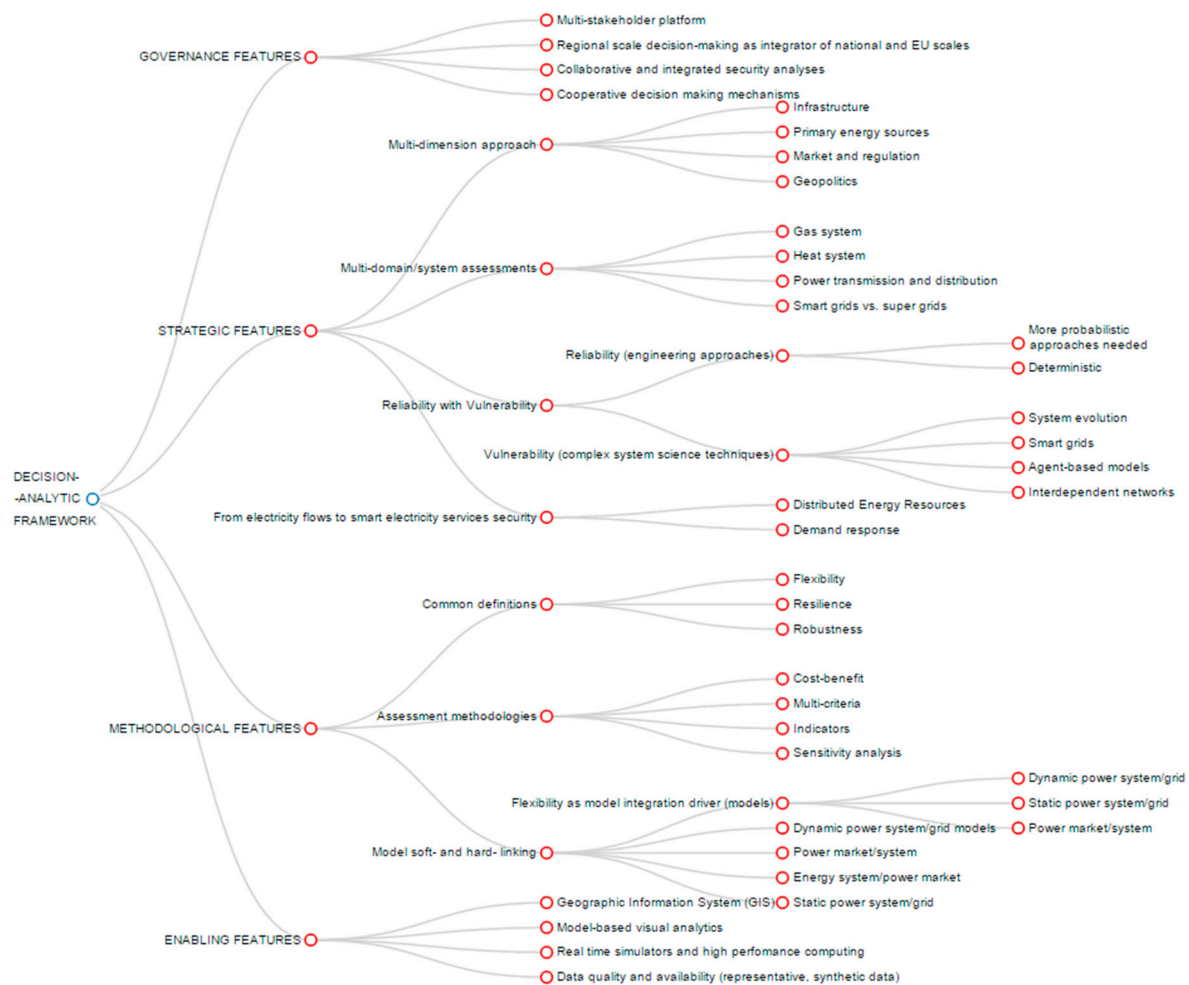 DECISION-
-ANALYTIC
FRAMEWORK
GOVERNANCE FEATURES
Multi-stakeholder platform
Regional scale decision-making as integrator of national and EU scales
Collaborative and integrated security analyses
Cooperative decision making mechanisms
STRATEGIC FEATURES
Multi-dimension approach
Infrastructure
Primary energy sources
Market and regulation
Geopolitics
Multi-domain/system assessments
Gas system
Heat system
Power transmission and distribution
Smart grids vs. super grids
Reliability with Vulnerability
Reliability (engineering approaches)
More probabilistic
approaches needed
Deterministic
Vulnerability (complex system science techniques)
System evolution
Smart grids
Agent-based models
Interdependent networks
From electricity flows to smart electricity services security
Distributed Energy Resources
Demand response
METHODOLOGICAL FEATURES
Common definitions
Flexibility
Resilience
Robustness
Assessment methodologies
Cost-benefit
Multi-criteria
Indicators
Sensitivity analysis
Model soft- and hard- linking
Flexibility as model integration driver (models)
Dynamic power system/grid
Static power system/grid
Power market/system
Dynamic power system/grid models
Power market/system
Energy system/power market
Static power system/grid
ENABLING FEATURES
Geographic Information System (GIS)
Model-based visual analytics
Real time simulators and high perfomance computing
Data quality and availability (representative, synthetic data)